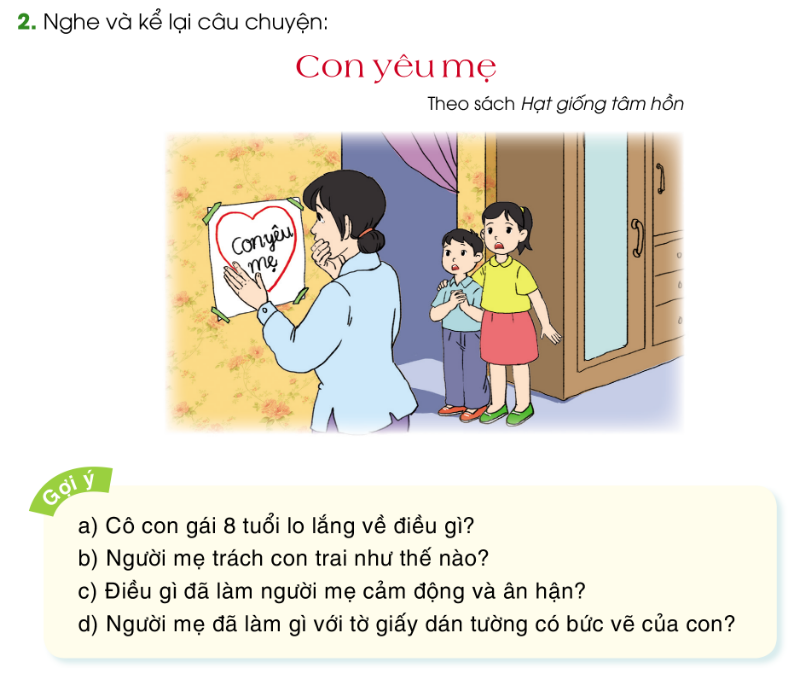 2. Nghe và kể lại câu chuyện:
Con yêu mẹ
Theo sách Hạt giống tâm hồn
Con yêu
mẹ
Gợi ý
a) Cô con gái 8 tuổi lo lắng về điều gì?
b) Người mẹ trách con trai như thế nào?
c) Điều gì đã làm người mẹ cảm động và ân hận?
d) Người mẹ đã làm gì với tờ giấy dán tường có bức vẽ của con?